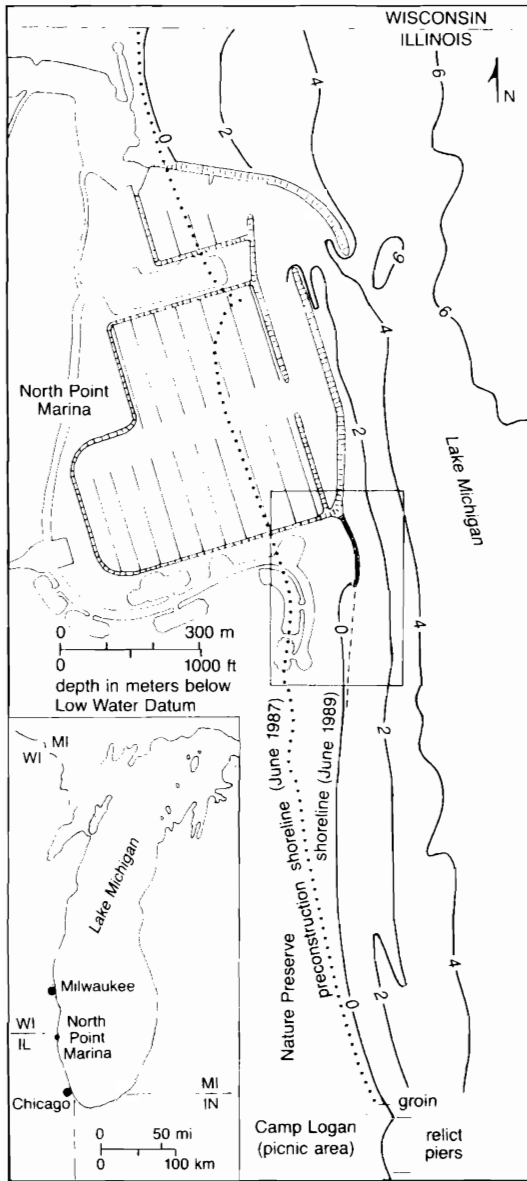 WISCONSIN
ILLINOIS
N
0
2
4
6
6
4
6
North Point
Marina
Lake Michigan
2
0 300 m
0 1000 ft
depth in meters below
Low Water Datum
0
4
2
Nature Preserve
preconstruction shoreline (June 1987)
shoreline (June 1989)
WI
MI
Lake Michigan
Milwaukee
WI
IL
North
Point
Marina
Chicago
MI
IN
0 50 mi
0 100 km
4
0
2
groin
Camp Logan
(picnic area)
relict
piers